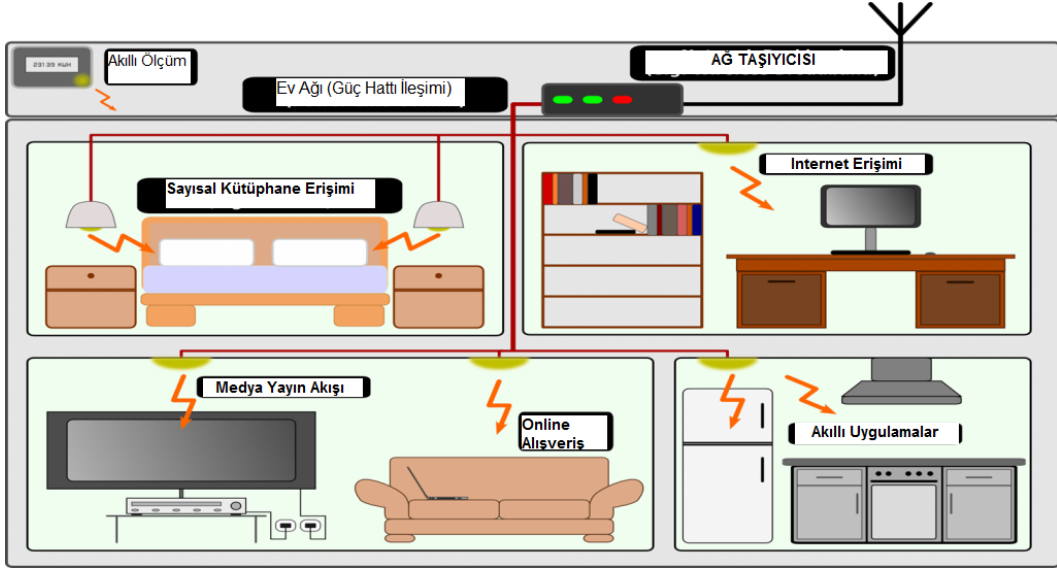 AĞ TAŞIYICISI
Akıllı Ölçüm
29139 KWH
Ev Ağı (Güç Hattı İleşimi)
Internet Erişimi
Sayısal Kütüphane Erişimi
Medya Yayın Akışı
Online
Alışveriş
Akıllı Uygulamalar